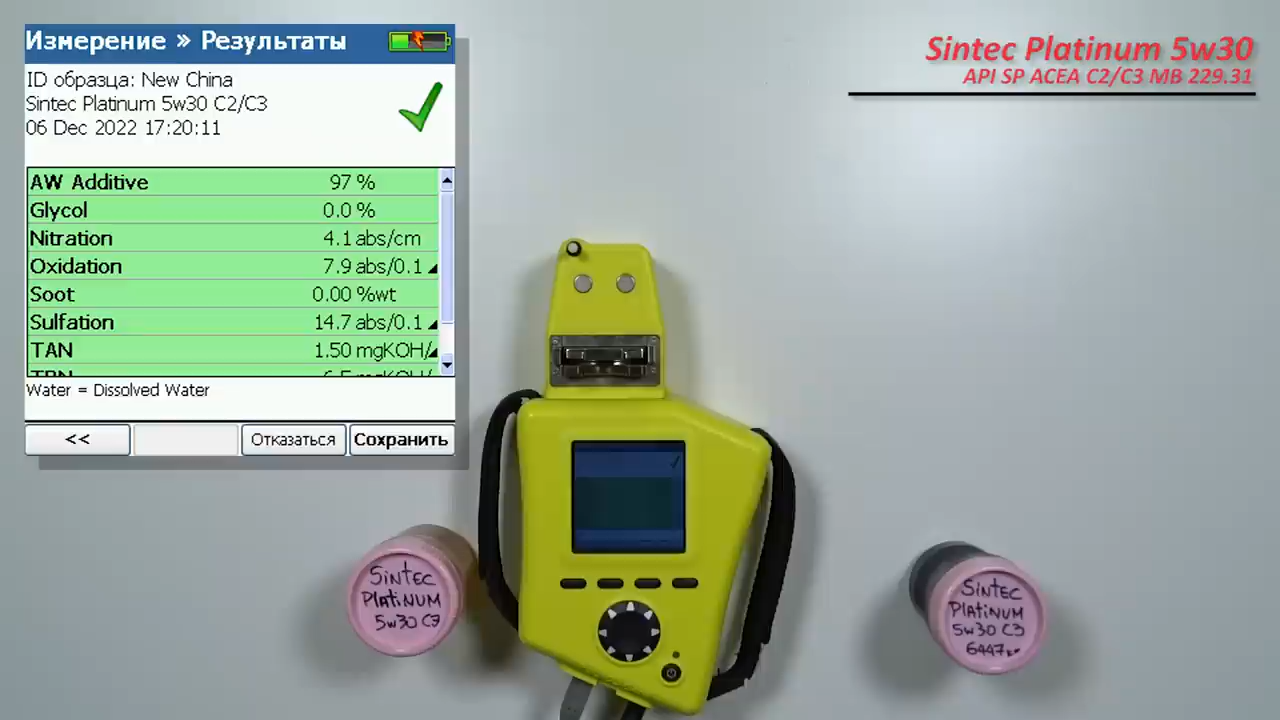 Измерение » Результаты
ID образца: New China
Sintec Platinum 5w30 C2/C3
06 Dec 2022 17:20:11
AW Additive 97 %
Glycol 0.0 %
Nitration 4.1 abs/cm
Oxidation 7.9 abs/0.1
Soot 0.00 %wt
Sulfation 14.7 abs/0.1
TAN 1.50 mgKOH/
Water = Dissolved Water
<<
Отказаться
Сохранить
Sintec Platinum 5w30
API SP ACEA C2/C3 MB 229.31
SiNTEC
PLATiNUM
5w30 C3
SiNTEC
PLATiNUM
5w30 C3
6447км